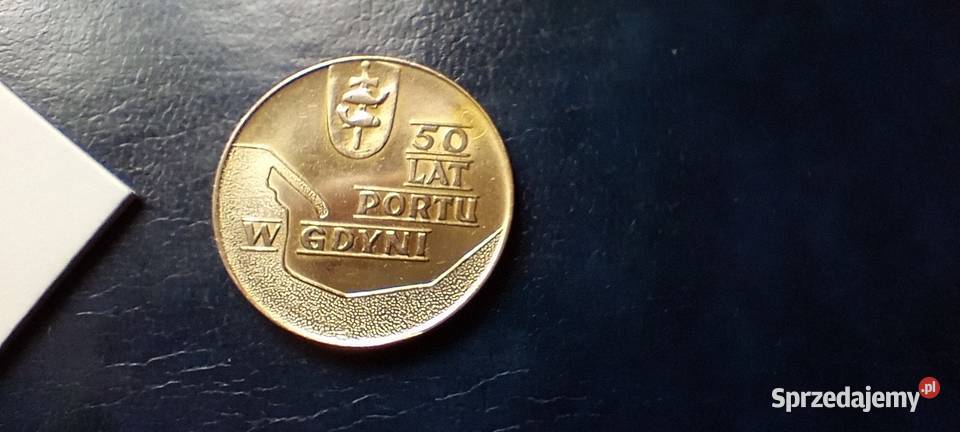 50
LAT
PORTU
W GDYNI
Sprzedajemy.pl